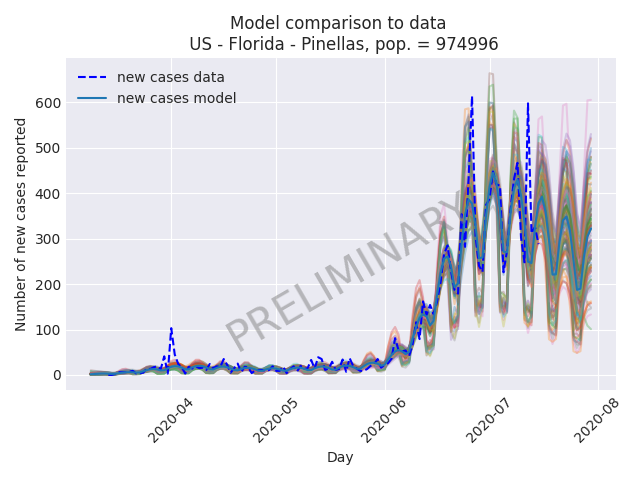 Model comparison to data
US - Florida - Pinellas, pop. = 974996
new cases data
new cases model
Number of new cases reported
600
500
400
300
200
100
0
PRELIMINARY
2020-04
2020-05
2020-06
2020-07
2020-08
Day